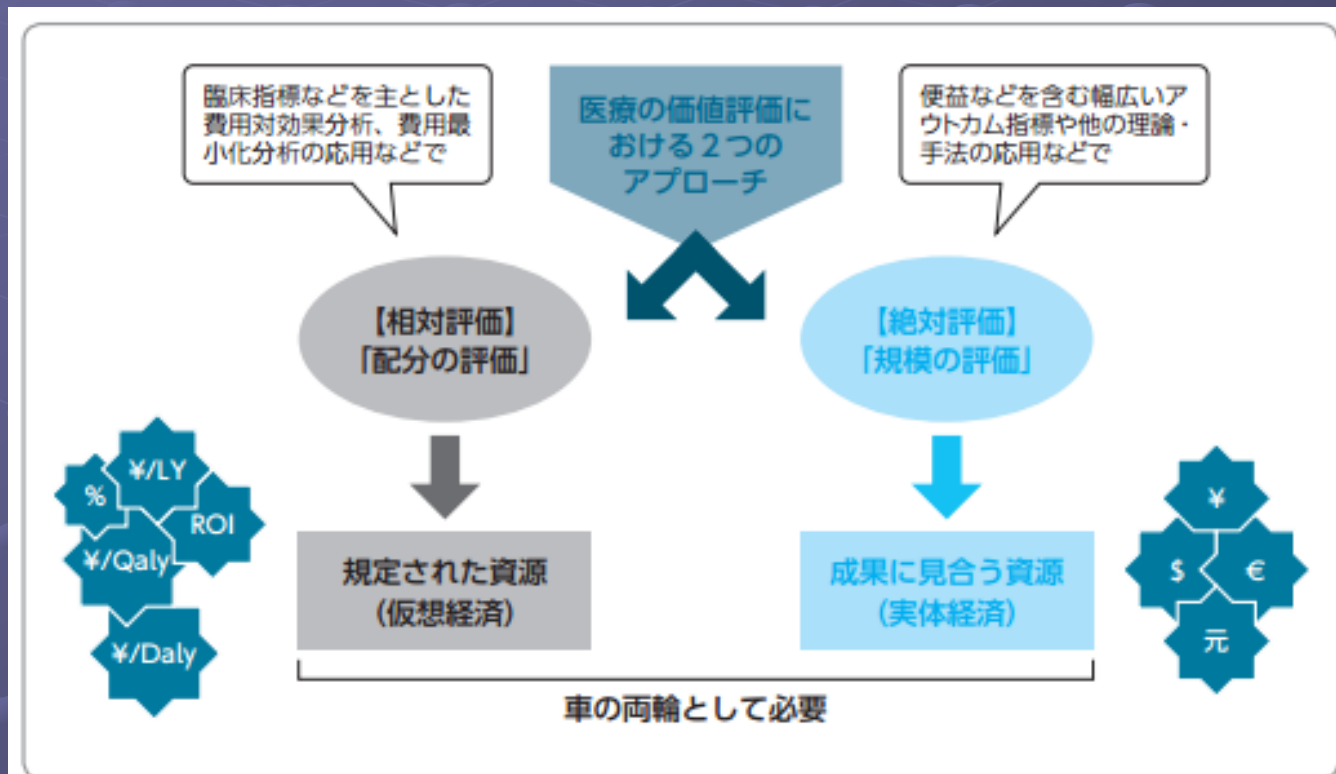 臨床指標などを主とした
費用対効果分析、費用最
小化分析の応用などで
医療の価値評価に
おける2つの
アプローチ
便益などを含む幅広いア
ウトカム指標や他の理論・
手法の応用などで
【相対評価】
「配分の評価」
【絶対評価】
「規模の評価」
¥/LY
%
ROI
¥/Qaly
¥/Daly
規定された資源
(仮想経済)
成果に見合う資源
(実体経済)
¥
$
€
元
車の両輪として必要